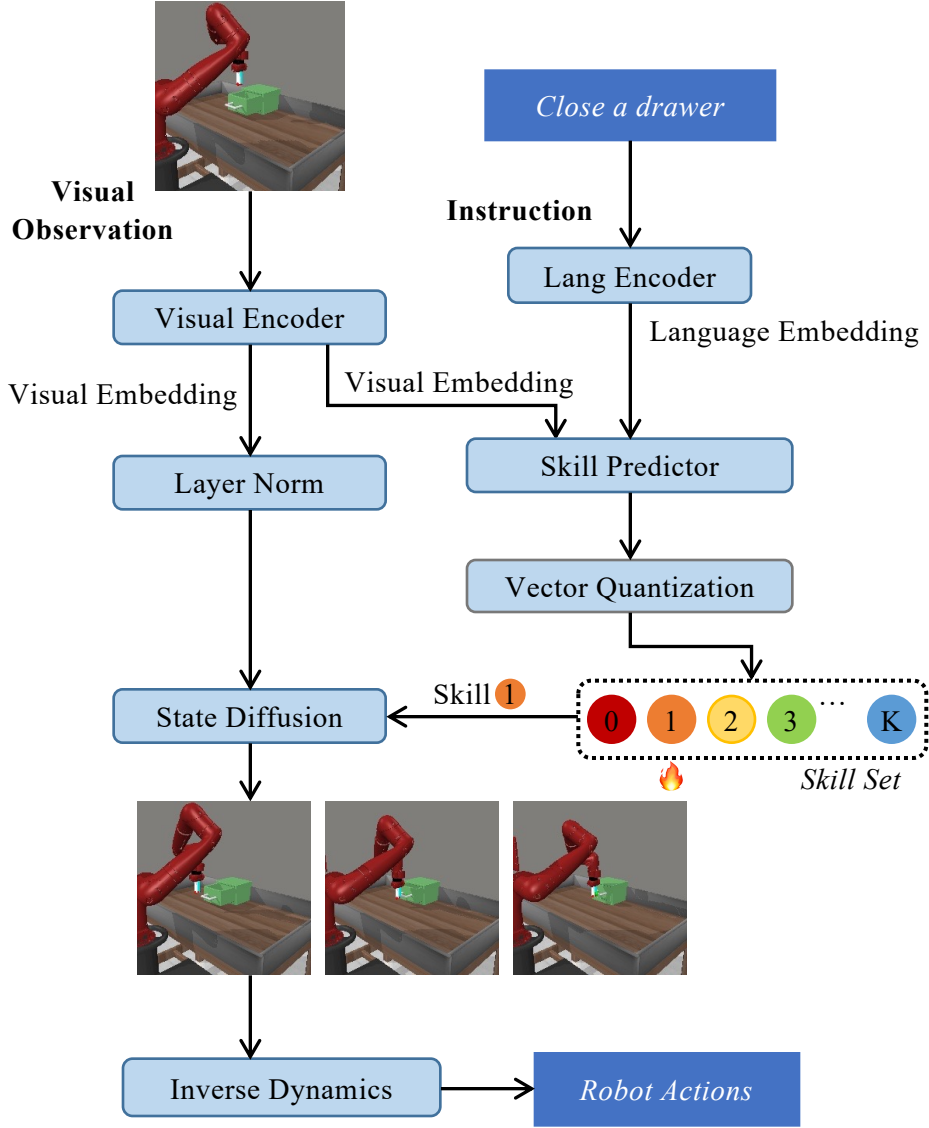 Close a drawer
Visual
Observation
Instruction
Lang Encoder
Visual Encoder
Language Embedding
Visual Embedding
Visual Embedding
Skill Predictor
Layer Norm
Vector Quantization
Skill 1
State Diffusion
0 1 2 3 ... K
Skill Set
Inverse Dynamics
Robot Actions